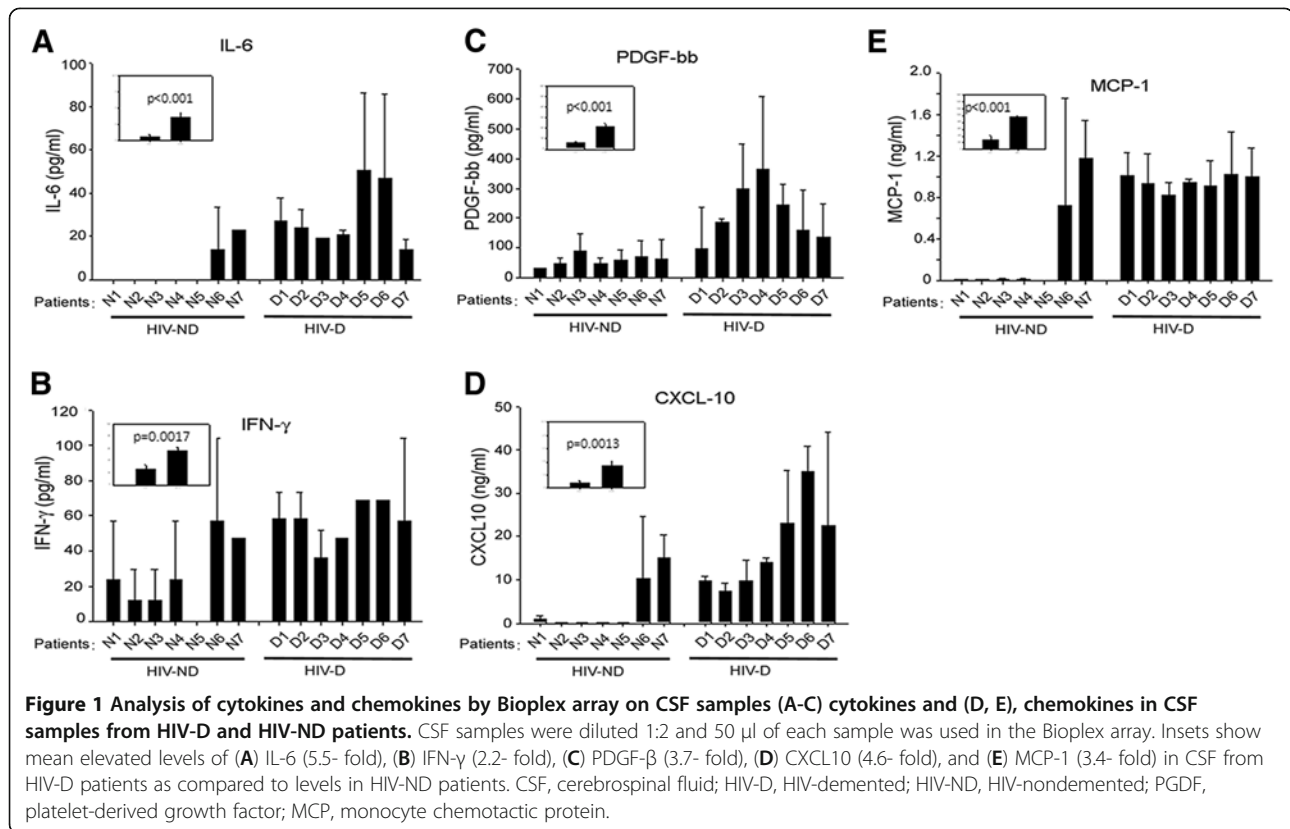 A
IL-6
100
80
60
40
20
0
IL-6 (pg/ml)
p<0.001
Patients: N1 N2 N3 N4 N5 N6 N7 D1 D2 D3 D4 D5 D6 D7
HIV-ND HIV-D
B
IFN-γ
120
100
80
60
40
20
0
IFN-γ (pg/ml)
p=0.0017
Patients: N1 N2 N3 N4 N5 N6 N7 D1 D2 D3 D4 D5 D6 D7
HIV-ND HIV-D
C
PDGF-bb
700
600
500
400
300
200
100
0
PDGF-bb (pg/ml)
p<0.001
Patients: N1 N2 N3 N4 N5 N6 N7 D1 D2 D3 D4 D5 D6 D7
HIV-ND HIV-D
D
CXCL-10
50
40
30
20
10
0
CXCL10 (ng/ml)
p=0.0013
Patients: N1 N2 N3 N4 N5 N6 N7 D1 D2 D3 D4 D5 D6 D7
HIV-ND HIV-D
E
MCP-1
2.0
1.6
1.2
0.8
0.4
0
MCP-1 (ng/ml)
p<0.001
Patients: N1 N2 N3 N4 N5 N6 N7 D1 D2 D3 D4 D5 D6 D7
HIV-ND HIV-D
Figure 1 Analysis of cytokines and chemokines by Bioplex array on CSF samples (A-C) cytokines and (D, E), chemokines in CSF
samples from HIV-D and HIV-ND patients. CSF samples were diluted 1:2 and 50 μl of each sample was used in the Bioplex array. Insets show
mean elevated levels of (A) IL-6 (5.5- fold), (B) IFN-γ (2.2- fold), (C) PDGF-β (3.7- fold), (D) CXCL10 (4.6- fold), and (E) MCP-1 (3.4- fold) in CSF from
HIV-D patients as compared to levels in HIV-ND patients. CSF, cerebrospinal fluid; HIV-D, HIV-demented; HIV-ND, HIV-nondemented; PGDF,
platelet-derived growth factor; MCP, monocyte chemotactic protein.